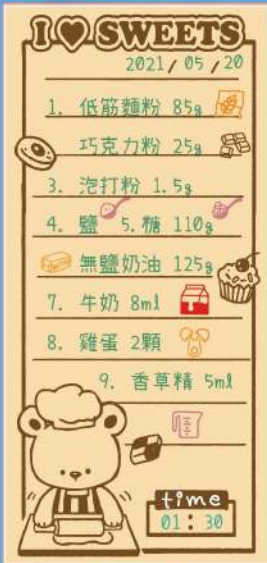 I ♥ SWEETS
2021/05/20
1. 低筋麵粉 85g
巧克力粉 25g
3. 泡打粉 1.5g
4. 鹽 5. 糖 110g
無鹽奶油 125g
7. 牛奶 8ml
8. 雞蛋 2顆
9. 香草精 5ml
time
01:30